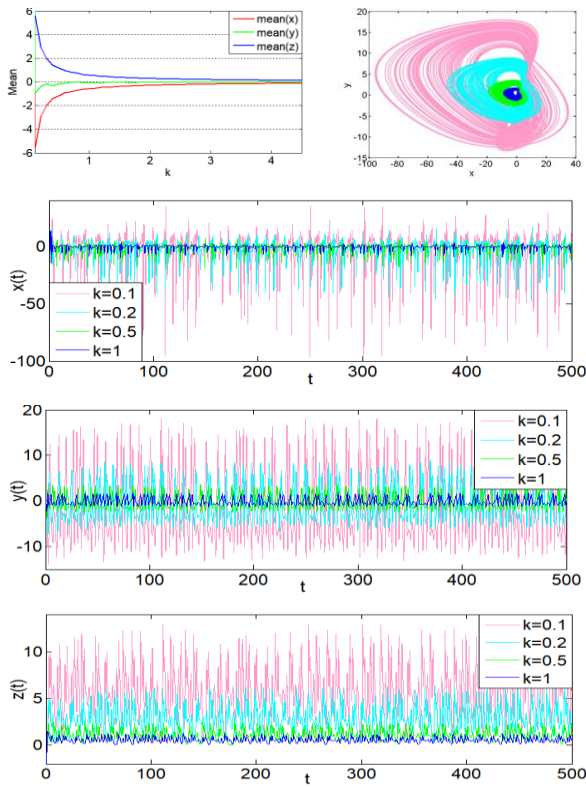 6
4
2
0
-2
-4
-6
Mean
1
2
3
4
k
mean(x)
mean(y)
mean(z)
20
15
10
5
0
-5
-10
-15
y
-100
-80
-60
-40
-20
0
20
40
x
0
-50
-100
x(t)
k=0.1
k=0.2
k=0.5
k=1
0
100
200
300
400
500
t
20
10
0
-10
y(t)
k=0.1
k=0.2
k=0.5
k=1
0
100
200
300
400
500
t
10
5
0
z(t)
k=0.1
k=0.2
k=0.5
k=1
0
100
200
300
400
500
t